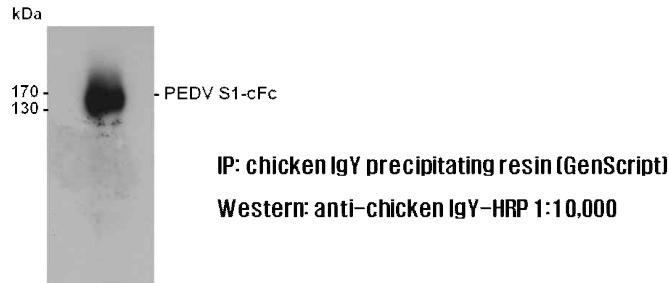 kDa
170 - - PEDV S1-cFc
130 -
IP: chicken IgY precipitating resin (GenScript)
Western: anti-chicken IgY-HRP 1:10,000